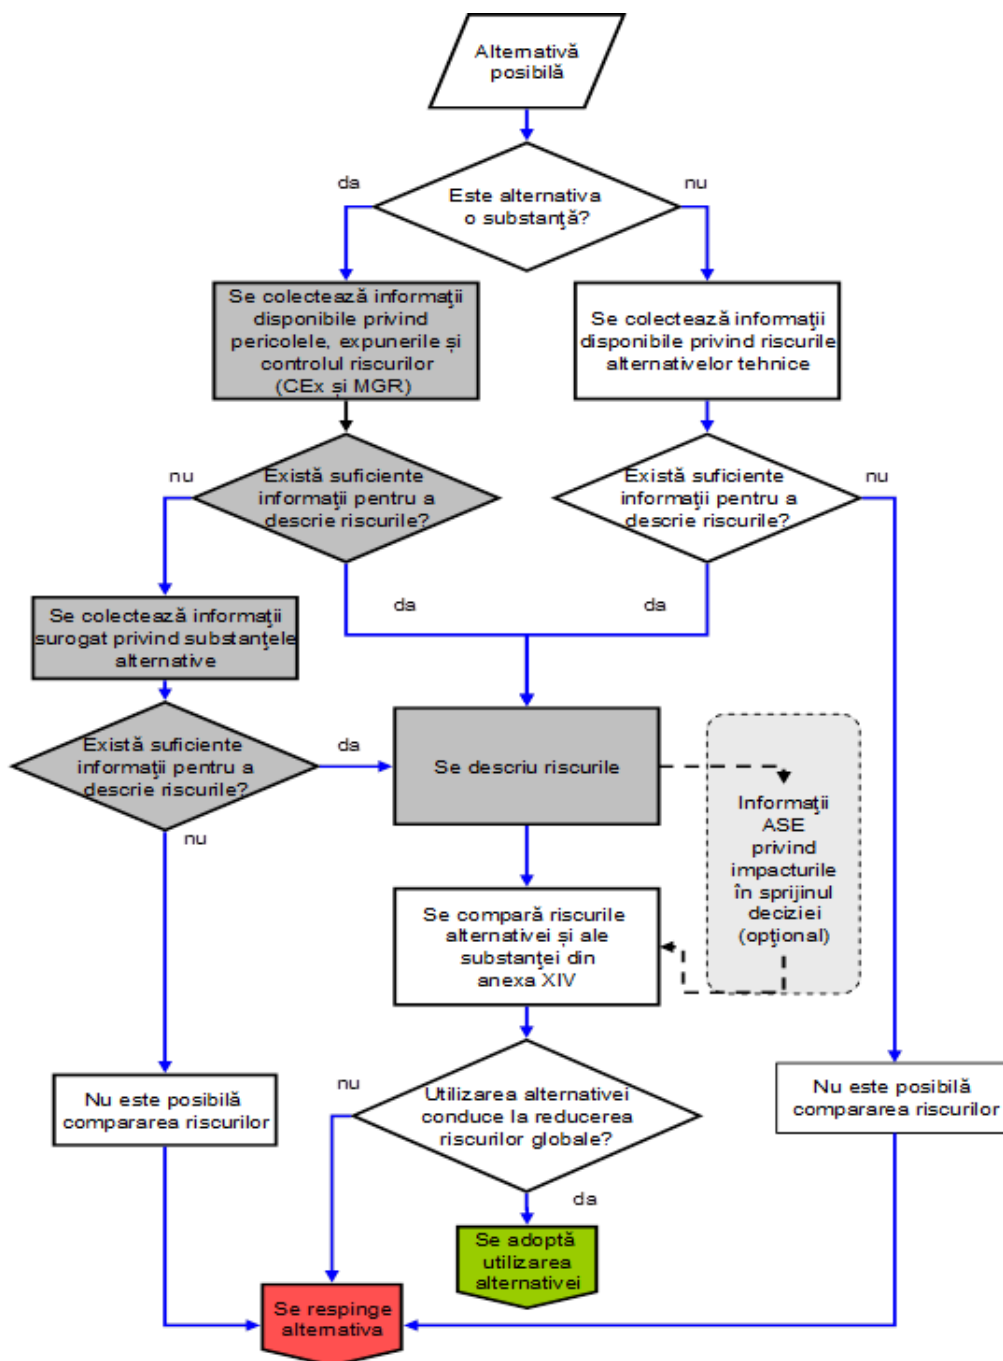 Alternativă
posibilă
da
nu
Este alternativa
o substanţă?
Se colectează informaţii
disponibile privind
pericolele, expunerile și
controlul riscurilor
(CEx și MGR)
Se colectează informaţii
disponibile privind riscurile
alternativelor tehnice
nu
Există suficiente
informaţii pentru a
descrie riscurile?
Există suficiente
informaţii pentru a
descrie riscurile?
nu
da
da
Se colectează informaţii
surogat privind substanţele
alternative
Există suficiente
informaţii pentru a
descrie riscurile?
da
nu
Se descriu riscurile
Informaţii
ASE
privind
impacturile
în sprijinul
deciziei
(opţional)
Se compară riscurile
alternativei și ale
substanţei din
anexa XIV
Nu este posibilă
compararea riscurilor
nu
Utilizarea alternativei
conduce la reducerea
riscurilor globale?
da
Nu este posibilă
compararea riscurilor
Se adoptă
utilizarea
alternativei
Se respinge
alternativa